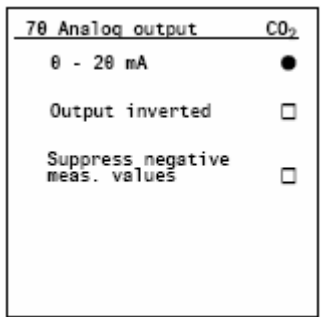 70 Analog output CO₂
0 - 20 mA
Output inverted
Suppress negative
meas. values